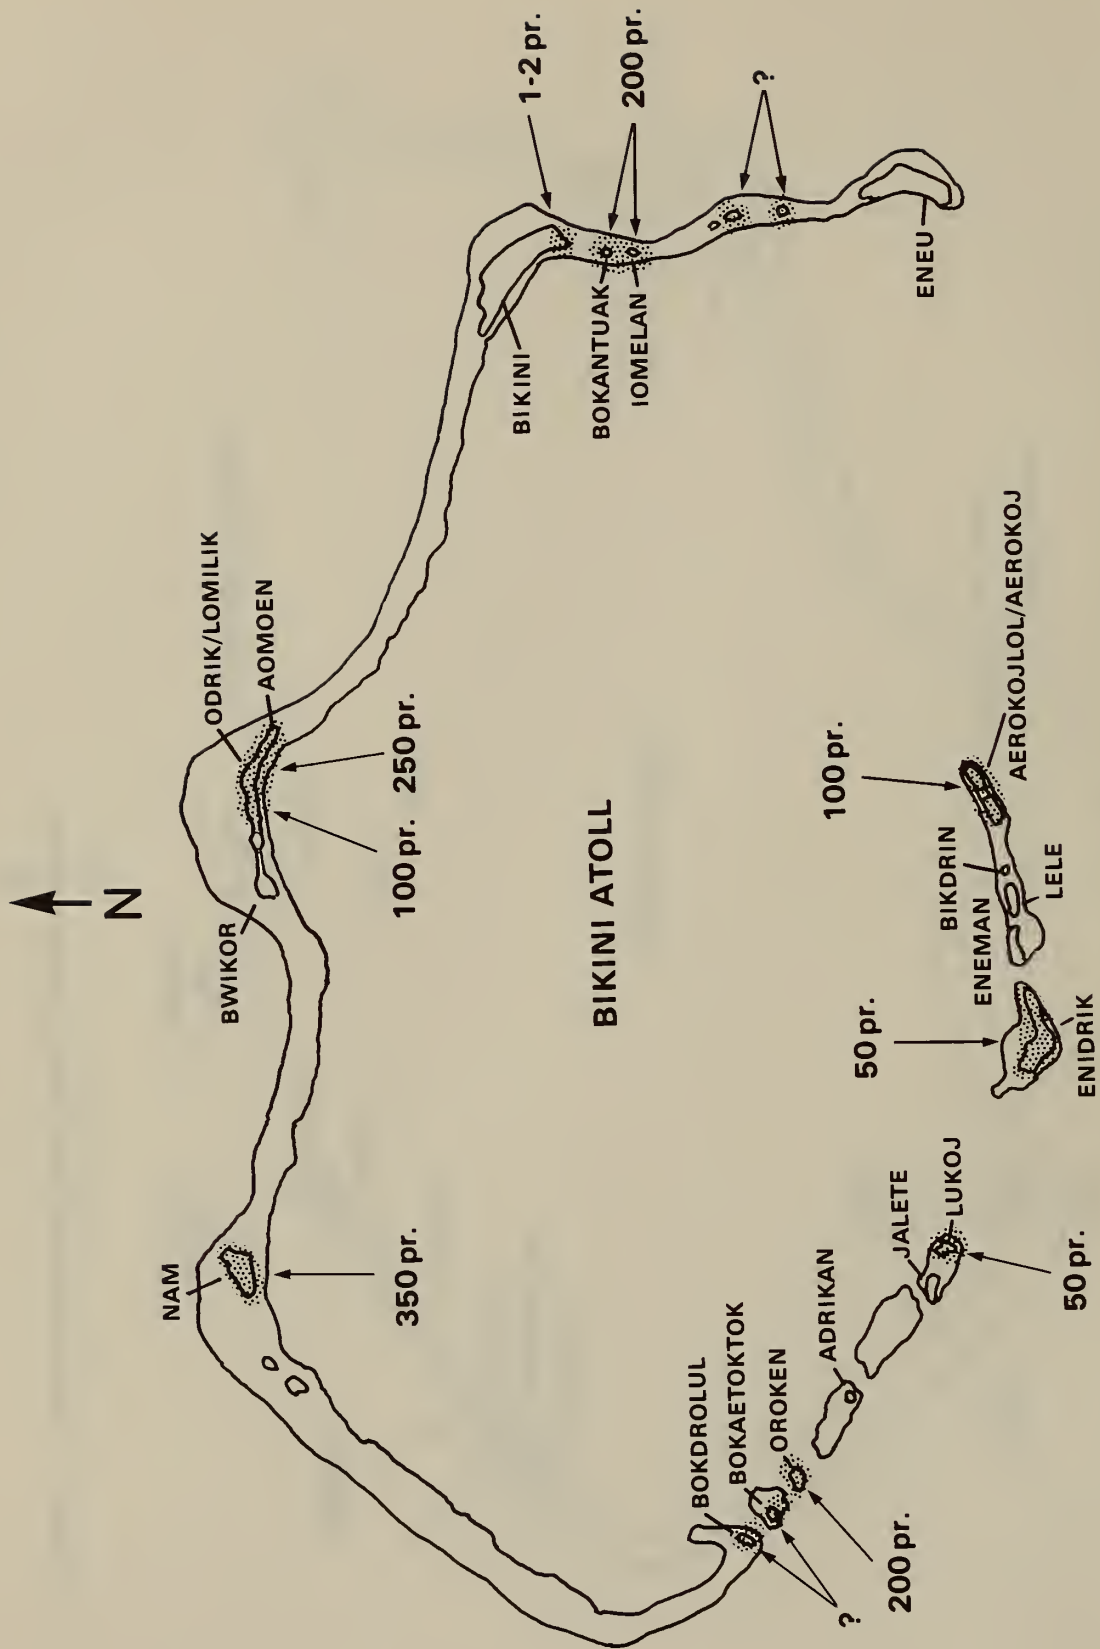 N
ODRIK/LOMILIK
AOMOEN
BWIKOR
100 pr.
250 pr.
NAM
350 pr.
1-2 pr.
200 pr.
?
BIKINI
BOKANTUAK
IOMELAN
ENEU
BIKINI ATOLL
BOKDROLUL
BOKAETOKTOK
OROKEN
ADRIKAN
JALETE
LUKOJ
?
200 pr.
50 pr.
50 pr.
ENIDRIK
ENEMAN
BIKDRIN
LELE
100 pr.
AEROKOJLOL/AEROKOJ